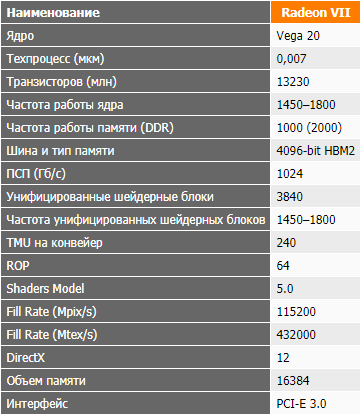 Наименование Radeon VII
Ядро Vega 20
Техпроцесс (мкм) 0,007
Транзисторов (млн) 13230
Частота работы ядра 1450–1800
Частота работы памяти (DDR) 1000 (2000)
Шина и тип памяти 4096-bit HBM2
ПСП (Гб/с) 1024
Унифицированные шейдерные блоки 3840
Частота унифицированных шейдерных блоков 1450–1800
TMU на конвейер 240
ROP 64
Shaders Model 5.0
Fill Rate (Mpix/s) 115200
Fill Rate (Mtex/s) 432000
DirectX 12
Объем памяти 16384
Интерфейс PCI-E 3.0